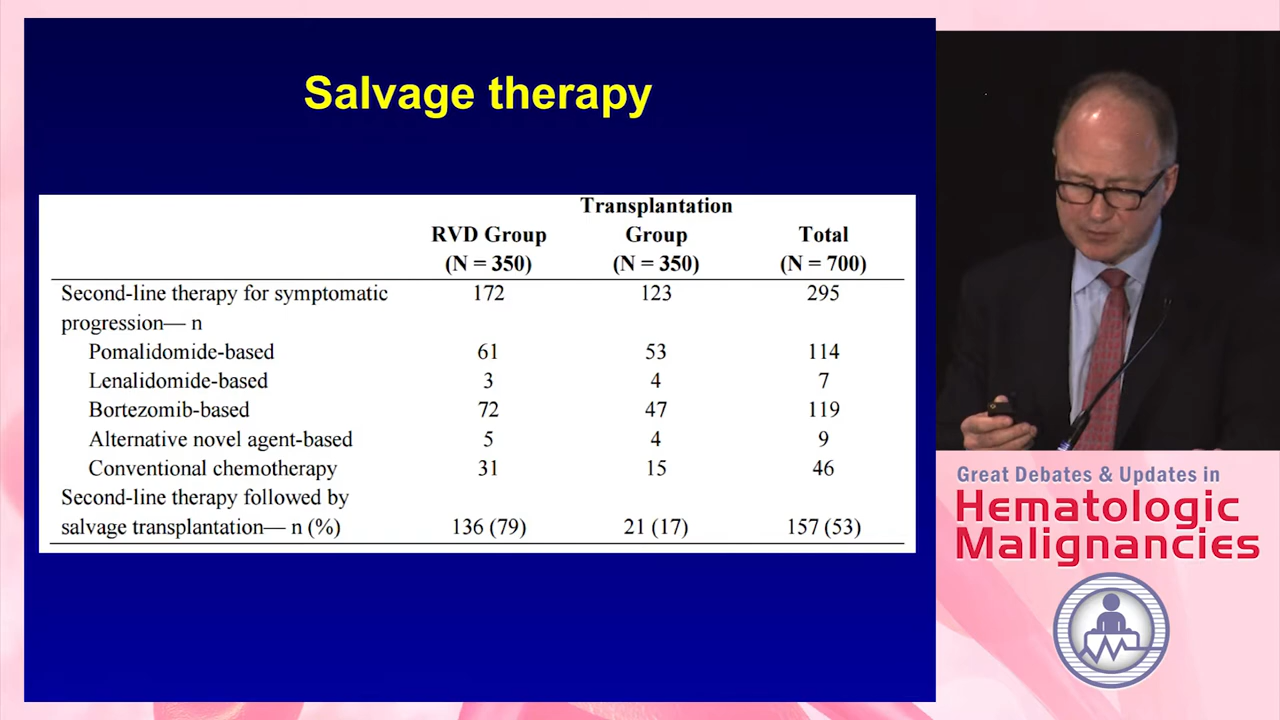 Salvage therapy
Transplantation
RVD Group Group Total
(N = 350) (N = 350) (N = 700)
Second-line therapy for symptomatic 172 123 295
progression— n
Pomalidomide-based 61 53 114
Lenalidomide-based 3 4 7
Bortezomib-based 72 47 119
Alternative novel agent-based 5 4 9
Conventional chemotherapy 31 15 46
Second-line therapy followed by
salvage transplantation— n (%) 136 (79) 21 (17) 157 (53)
Great Debates & Updates in
Hematologic
Malignancies